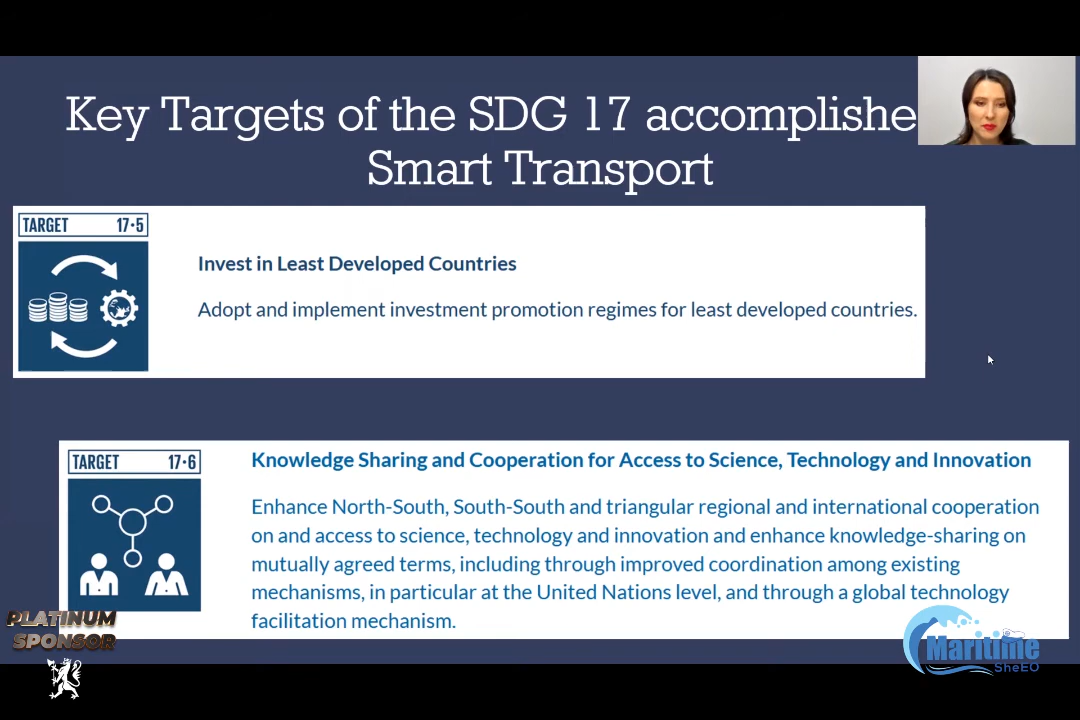 Key Targets of the SDG 17 accomplishe
Smart Transport
TARGET 17·5
Invest in Least Developed Countries
Adopt and implement investment promotion regimes for least developed countries.
TARGET 17·6
Knowledge Sharing and Cooperation for Access to Science, Technology and Innovation
Enhance North-South, South-South and triangular regional and international cooperation
on and access to science, technology and innovation and enhance knowledge-sharing on
mutually agreed terms, including through improved coordination among existing
mechanisms, in particular at the United Nations level, and through a global technology
facilitation mechanism.
PLATINUM
SPONSOR
Maritime
SheEO